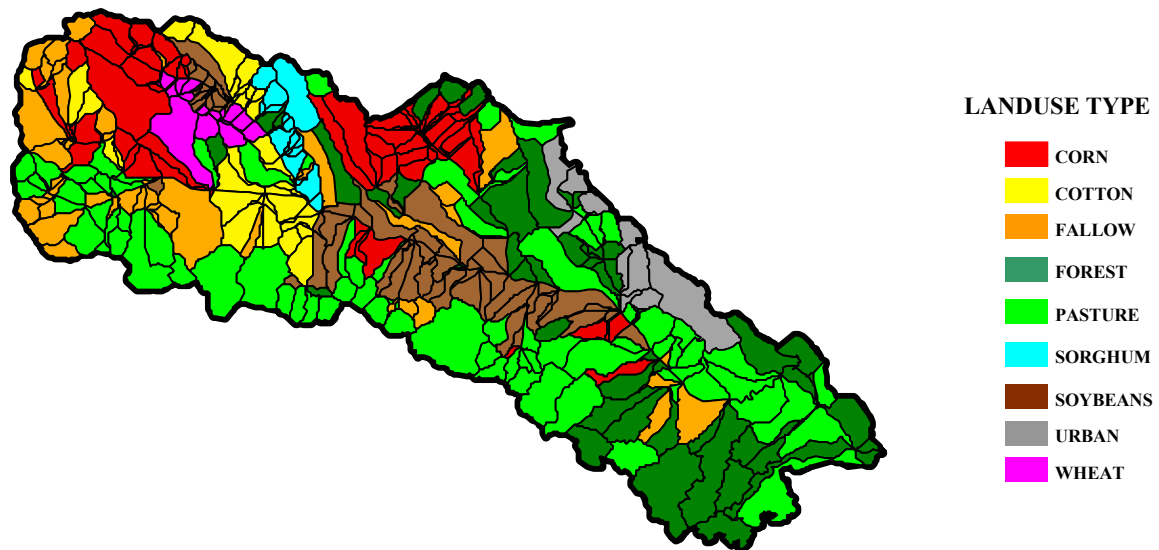 LANDUSE TYPE
CORN
COTTON
FALLOW
FOREST
PASTURE
SORGHUM
SOYBEANS
URBAN
WHEAT